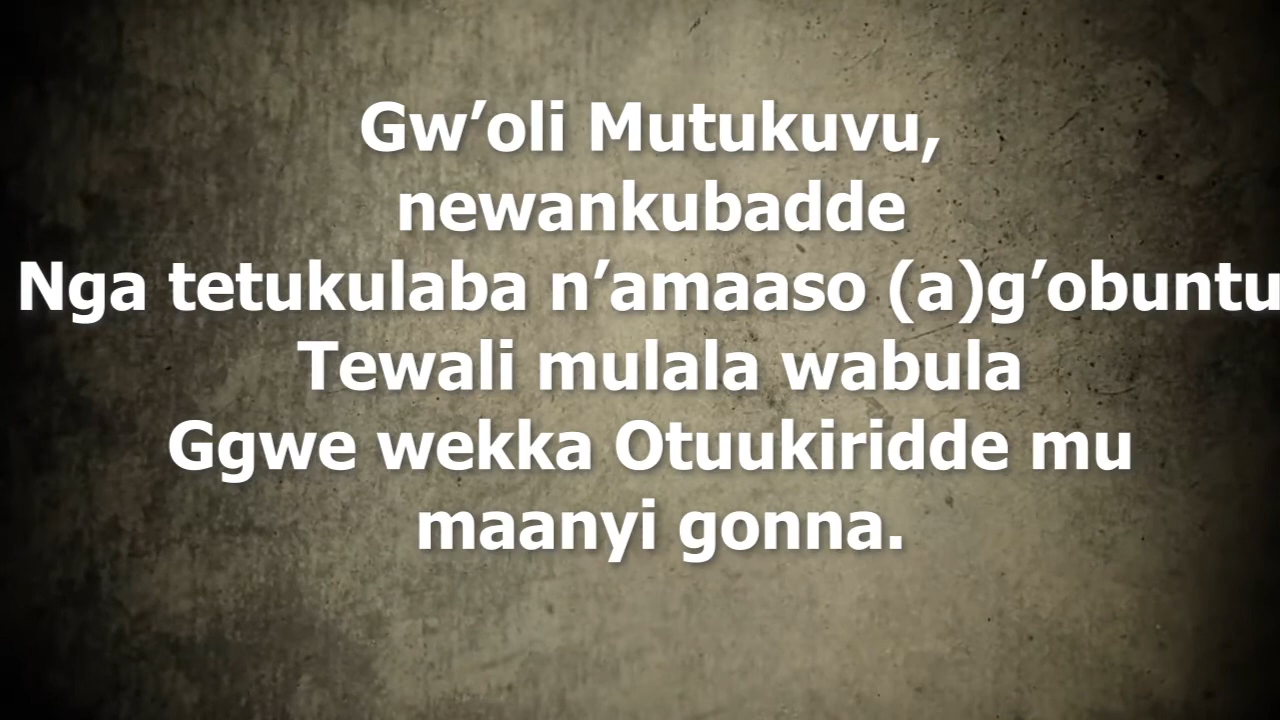 Gw’oli Mutukuvu,
newankubadde
Nga tetukulaba n’amaaso (a)g’obuntu
Tewali mulala wabula
Ggwe wekka Otuukiridde mu
maanyi gonna.